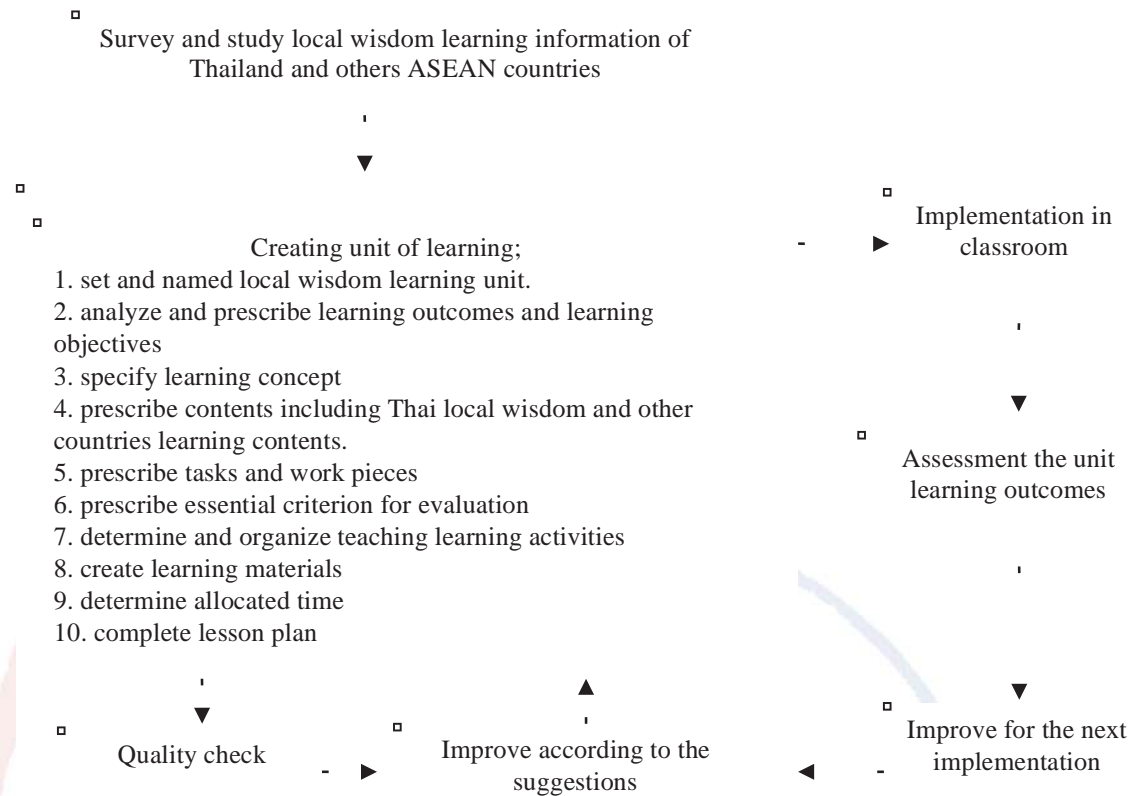 Survey and study local wisdom learning information of
Thailand and others ASEAN countries
Creating unit of learning;
1. set and named local wisdom learning unit.
2. analyze and prescribe learning outcomes and learning
objectives
3. specify learning concept
4. prescribe contents including Thai local wisdom and other
countries learning contents.
5. prescribe tasks and work pieces
6. prescribe essential criterion for evaluation
7. determine and organize teaching learning activities
8. create learning materials
9. determine allocated time
10. complete lesson plan
Implementation in
classroom
Assessment the unit
learning outcomes
Improve for the next
implementation
Quality check
Improve according to the
suggestions